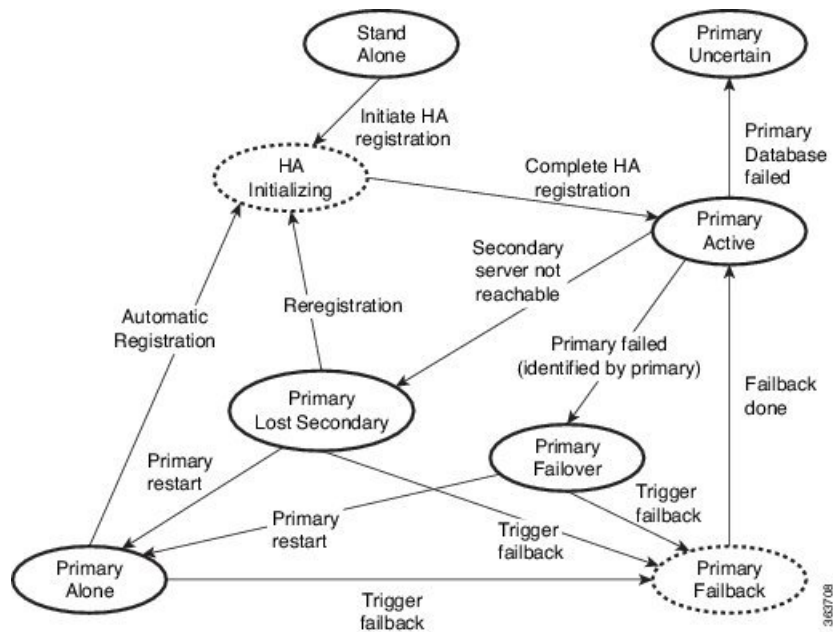 Stand
Alone
Primary
Uncertain
Initiate HA
registration
Primary
Database
failed
HA
Initializing
Complete HA
registration
Primary
Active
Secondary
server not
reachable
Automatic
Registration
Reregistration
Primary failed
(identified by primary)
Failback
done
Primary
Lost Secondary
Primary
Failover
Primary
restart
Primary
restart
Trigger
failback
Trigger
failback
Primary
Alone
Primary
Failback
Trigger
failback
363708